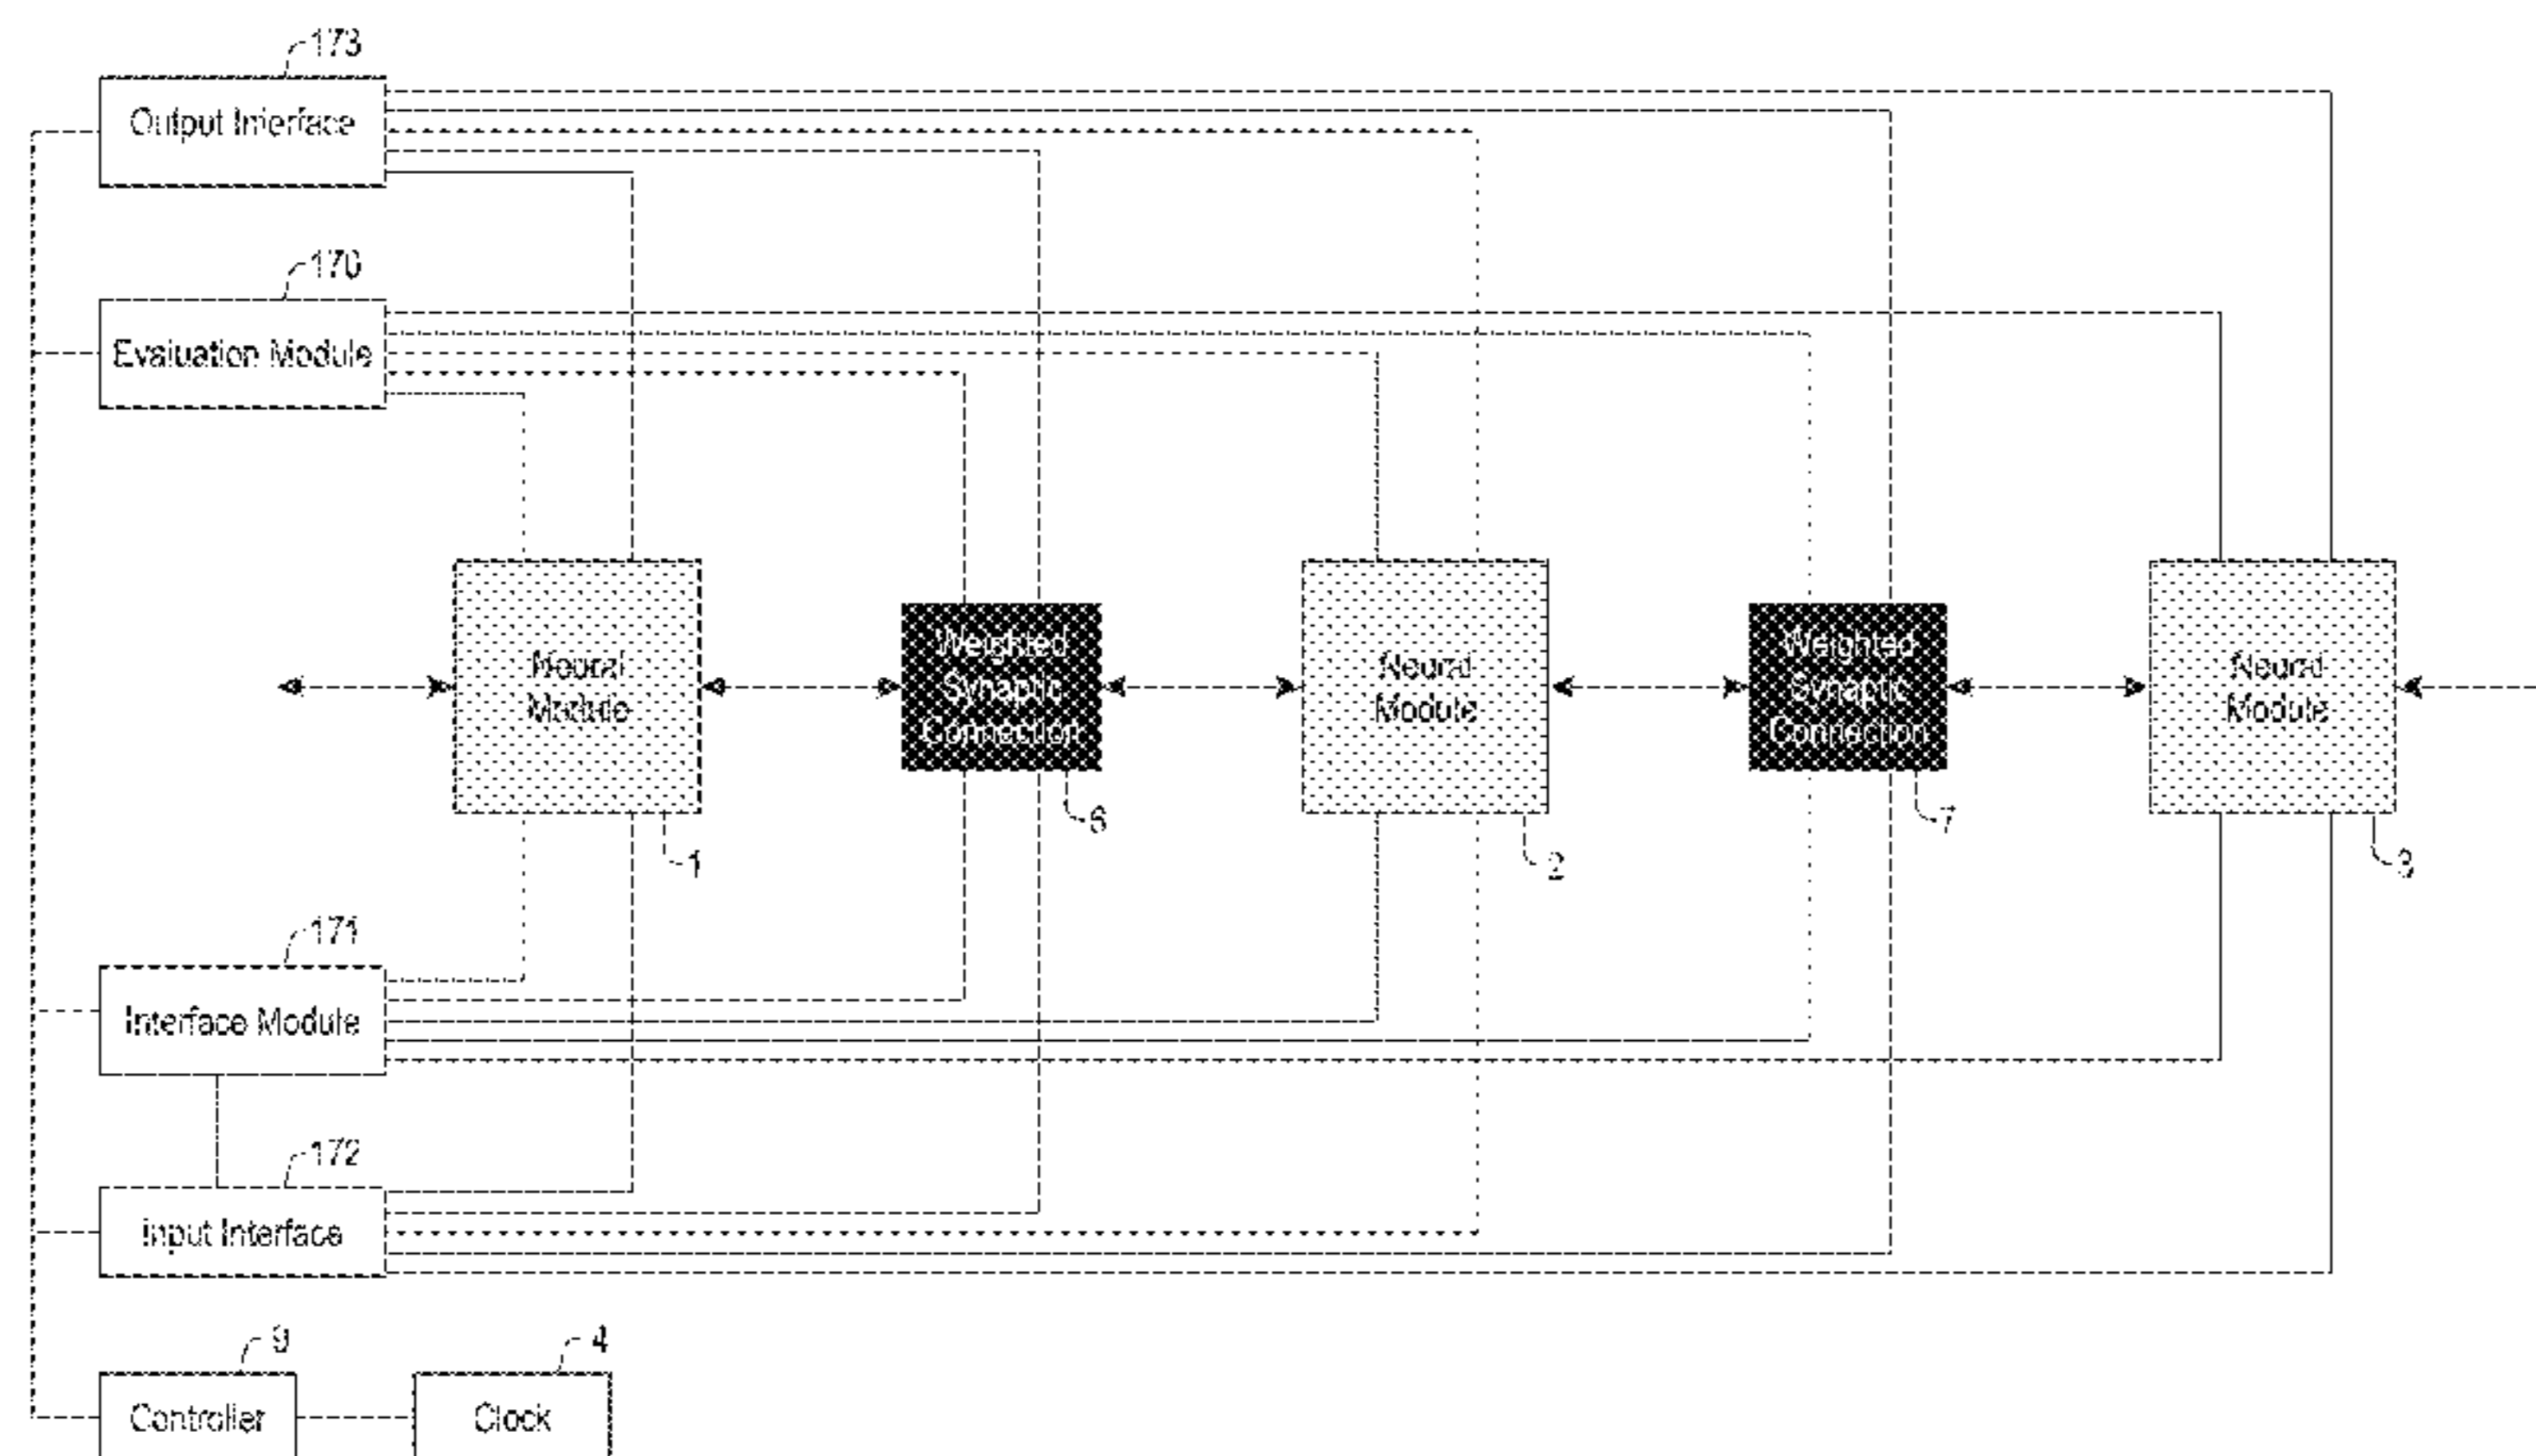 173
Output Interface
170
Evaluation Module
Neural
Module
Weighted
Synaptic
Connection
Neural
Module
Weighted
Synaptic
Connection
Neural
Module
6
7
1
2
3
171
Interface Module
172
Input Interface
9
4
Controller
Clock